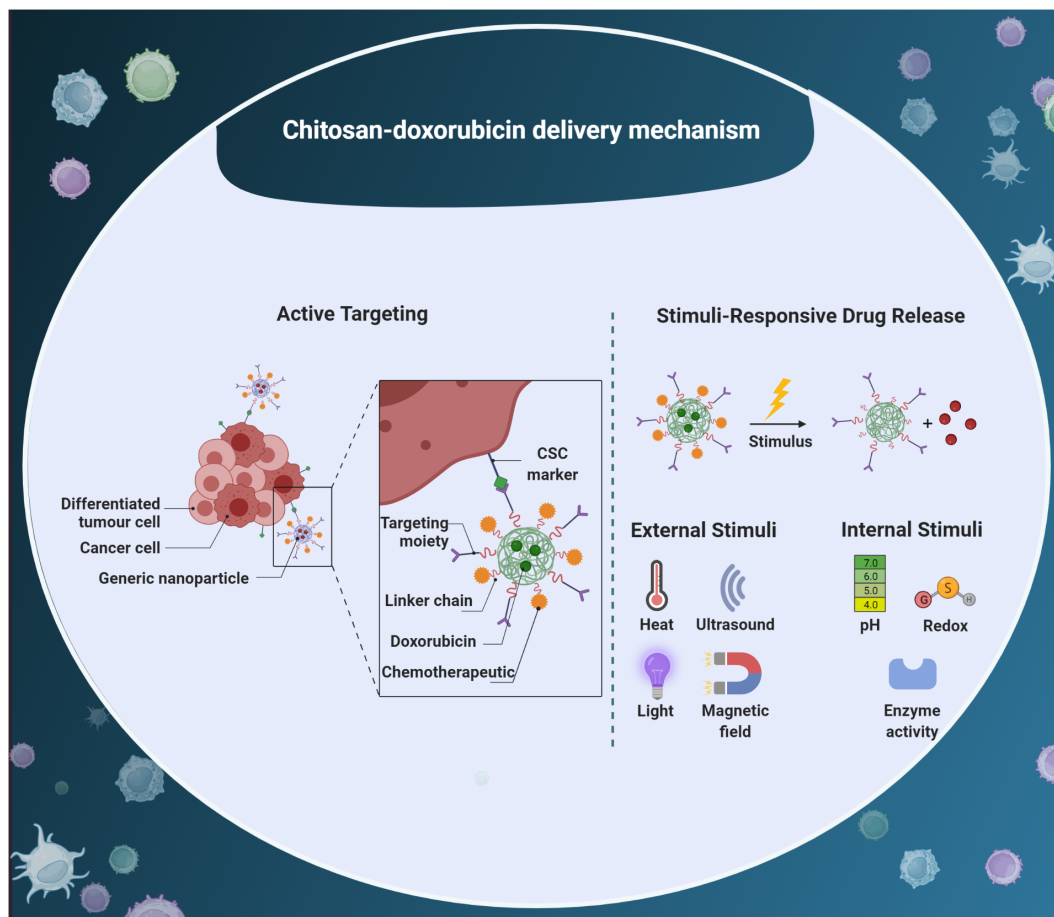 Chitosan-doxorubicin delivery mechanism
Active Targeting
Differentiated
tumour cell
Cancer cell
Generic nanoparticle
CSC
marker
Targeting
moiety
Linker chain
Doxorubicin
Chemotherapeutic
Stimuli-Responsive Drug Release
Stimulus
+
External Stimuli
Heat
Ultrasound
Light
Magnetic
field
Internal Stimuli
7.0
6.0
5.0
4.0
pH
G
S
H
Redox
Enzyme
activity